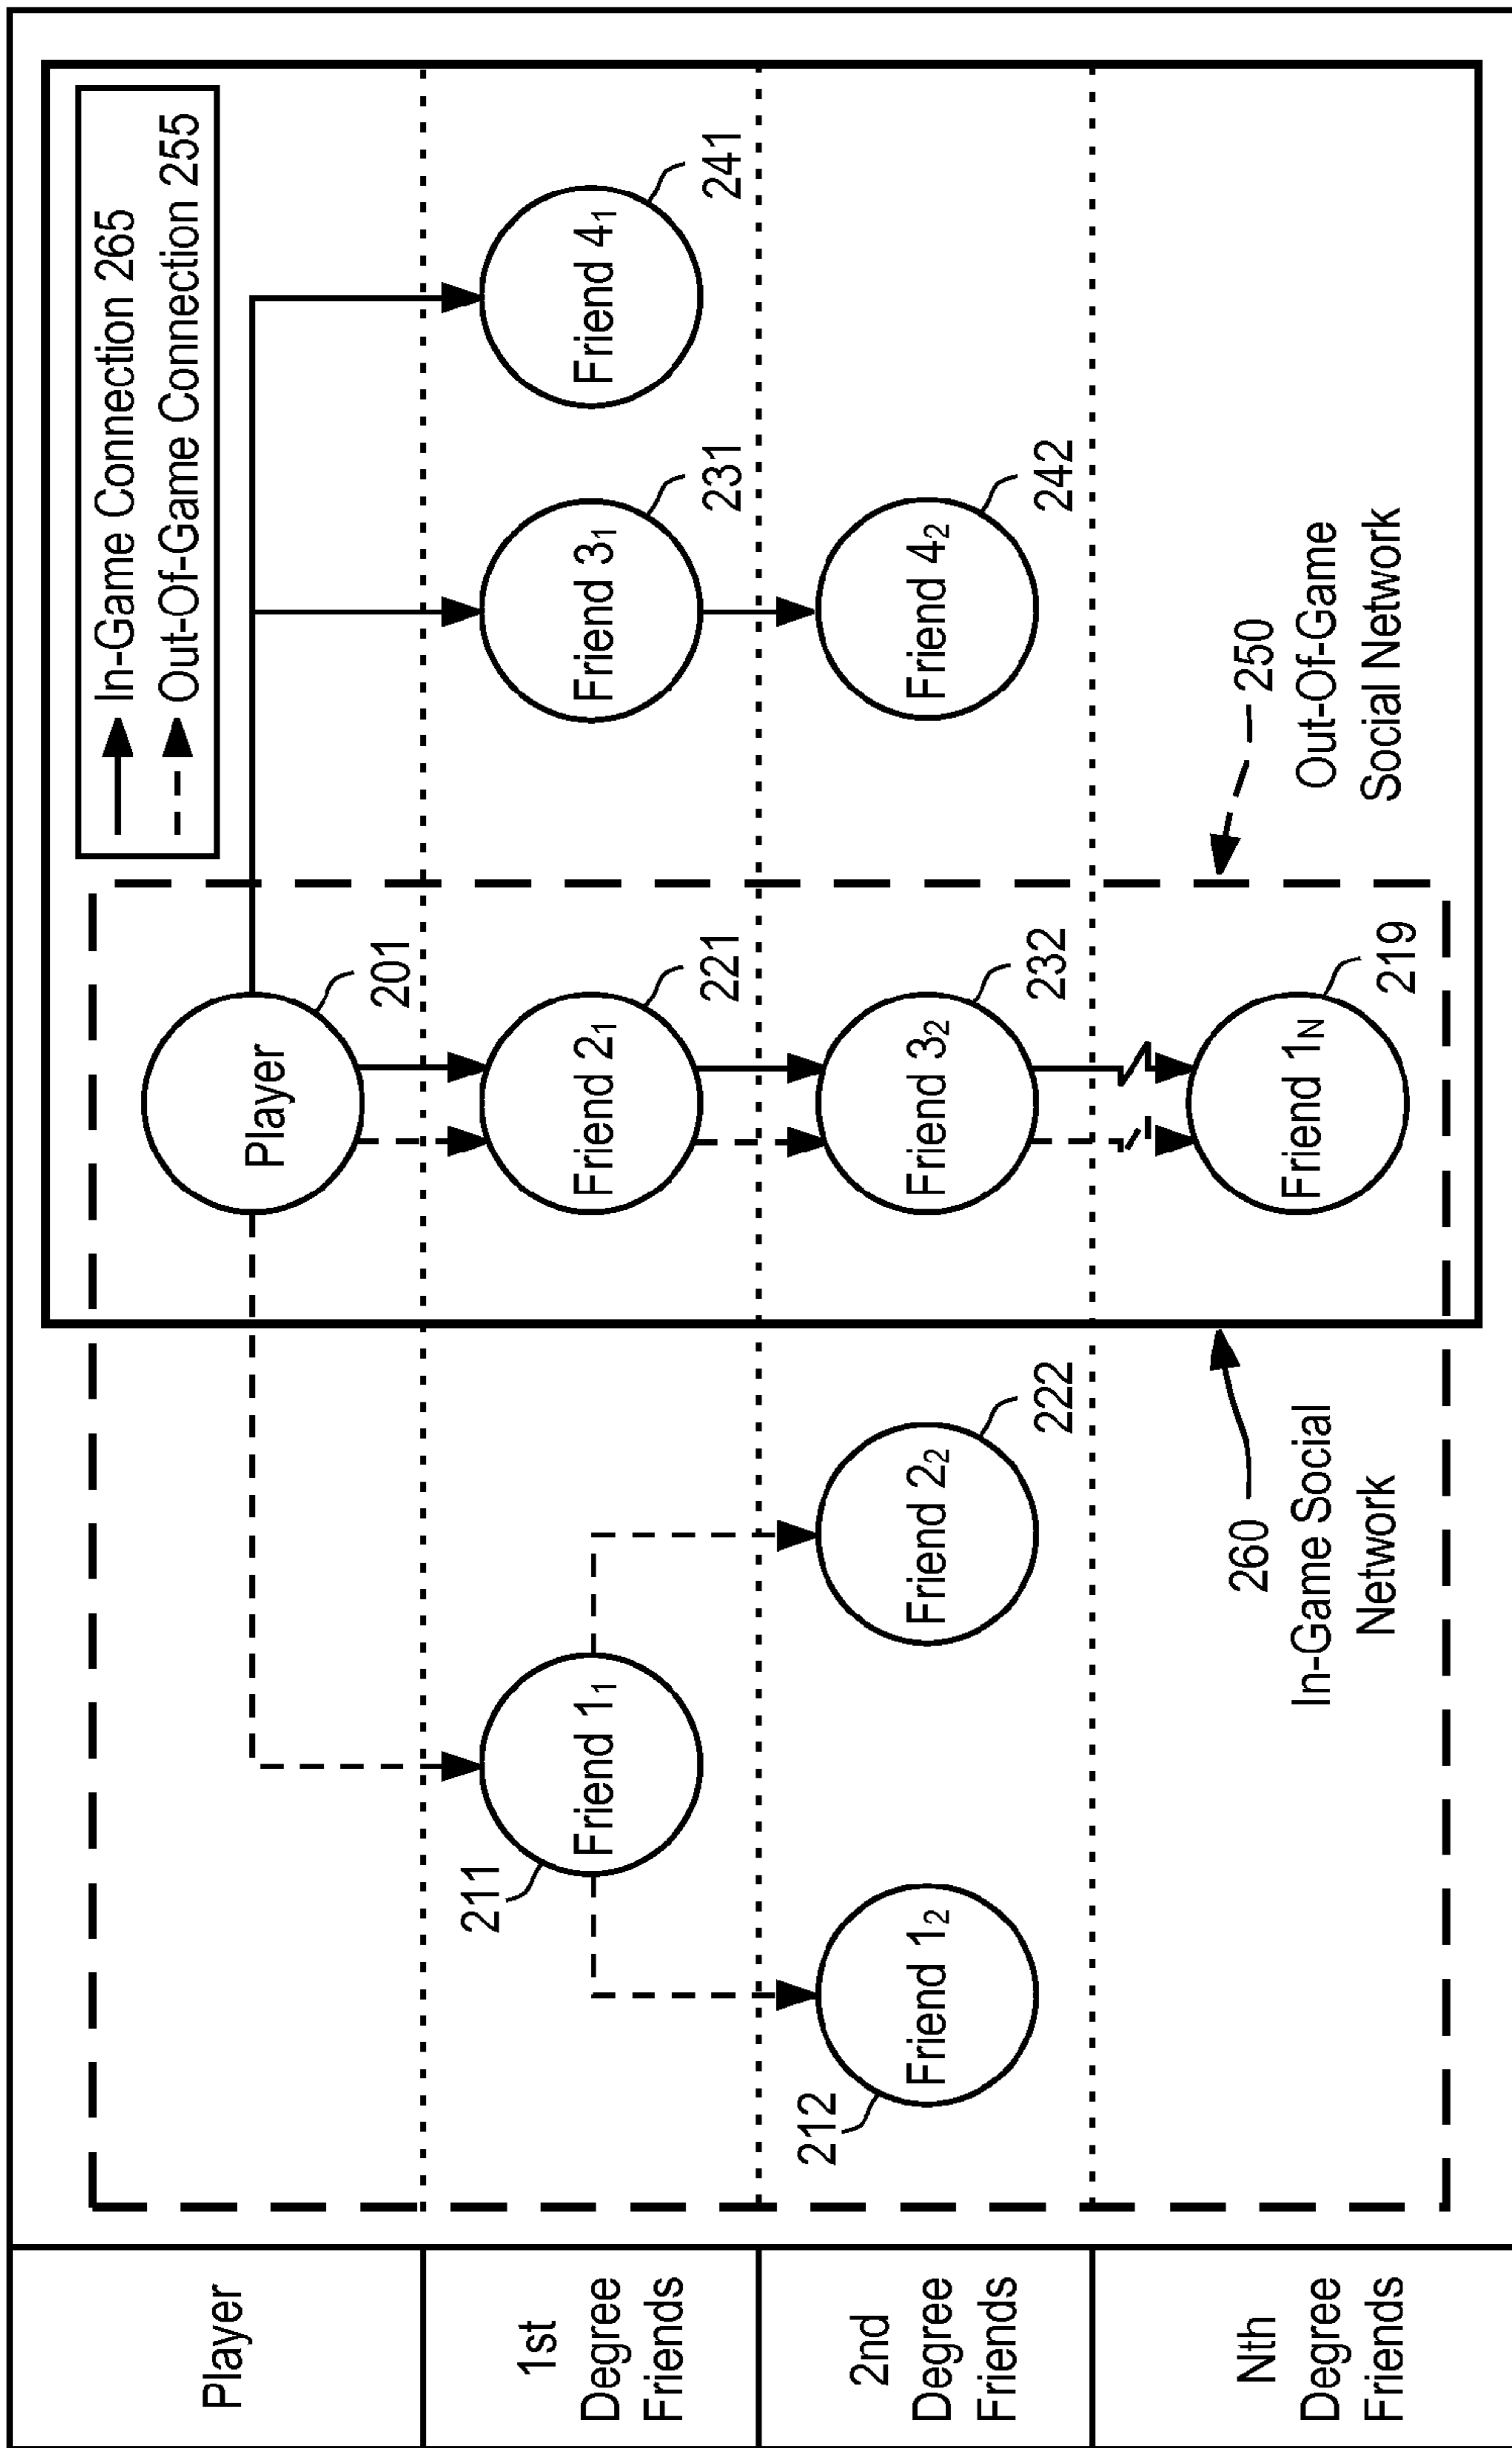 In-Game Connection 265
Out-Of-Game Connection 255
Player
Player
201
1st
Degree
Friends
211
Friend 1₁
Friend 2₁
221
Friend 3₁
231
Friend 4₁
241
2nd
Degree
Friends
212
Friend 1₂
Friend 2₂
222
Friend 3₂
232
Friend 4₂
242
Nth
Degree
Friends
260
In-Game Social
Network
Friend 1ɴ
219
250
Out-Of-Game
Social Network